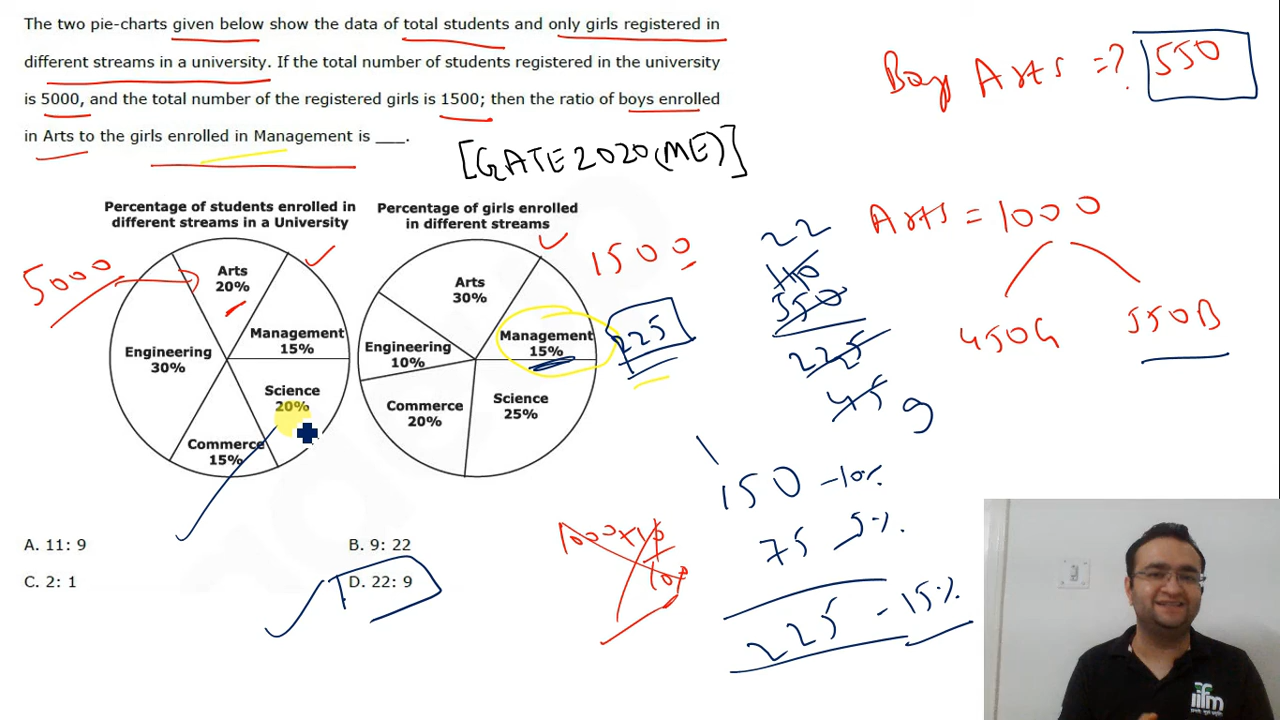 The two pie-charts given below show the data of total students and only girls registered in
different streams in a university. If the total number of students registered in the university
is 5000, and the total number of the registered girls is 1500; then the ratio of boys enrolled
in Arts to the girls enrolled in Management is ___.
[GATE 2020 (ME)]
Boy Arts =? 550
Percentage of students enrolled in
different streams in a University
Arts
20%
Management
15%
Science
20%
Commerce
15%
Engineering
30%
5000
Percentage of girls enrolled
in different streams
Arts
30%
Management
15%
Science
25%
Commerce
20%
Engineering
10%
1500
225
22
110
550
225
45 9
Arts = 1000
450G 550B
150 - 10%
75 5%
225 - 15%
A. 11: 9
B. 9: 22
C. 2: 1
D. 22: 9
iifm